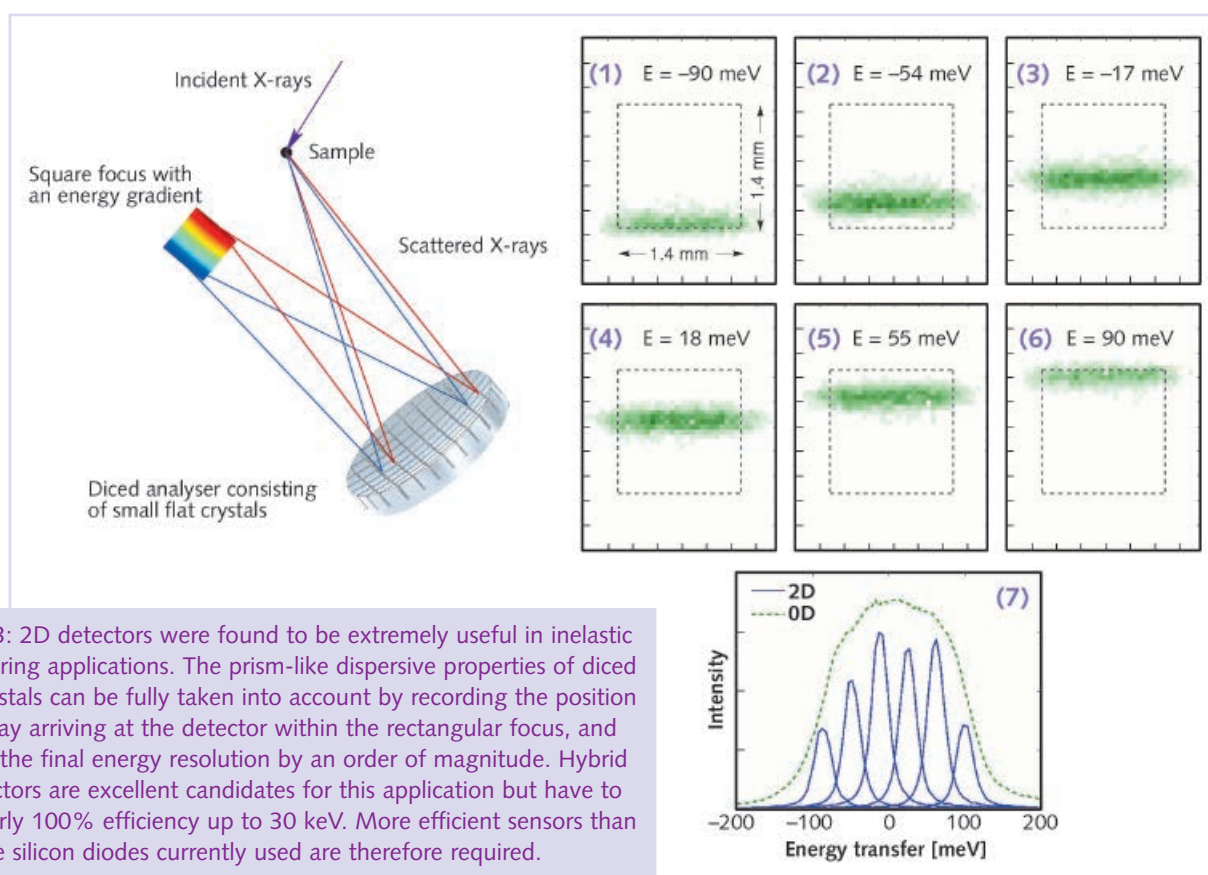 Incident X-rays
Sample
Square focus with
an energy gradient
Scattered X-rays
Diced analyser consisting
of small flat crystals
(1) E = –90 meV
1.4 mm
1.4 mm
(2) E = –54 meV
(3) E = –17 meV
(4) E = 18 meV
(5) E = 55 meV
(6) E = 90 meV
(7)
2D
0D
Intensity
–200 –100 0 100 200
Energy transfer [meV]
3: 2D detectors were found to be extremely useful in inelastic
applications. The prism-like dispersive properties of diced
can be fully taken into account by recording the position
arriving at the detector within the rectangular focus, and
the final energy resolution by an order of magnitude. Hybrid
are excellent candidates for this application but have to
100% efficiency up to 30 keV. More efficient sensors than
silicon diodes currently used are therefore required.